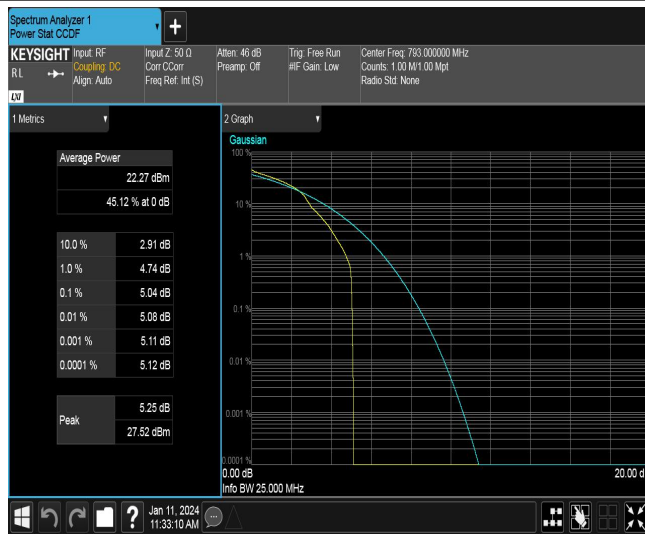 Spectrum Analyzer 1
Power Stat CCDF
+
KEYSIGHT
RL
LXI
Input: RF
Coupling: DC
Align: Auto
Input Z: 50 Ω
Corr CCorr
Freq Ref: Int (S)
Atten: 46 dB
Preamp: Off
Trig: Free Run
#IF Gain: Low
Center Freq: 793.000000 MHz
Counts: 1.00 M/1.00 Mpt
Radio Std: None
1 Metrics
Average Power
22.27 dBm
45.12 % at 0 dB
10.0 % 2.91 dB
1.0 % 4.74 dB
0.1 % 5.04 dB
0.01 % 5.08 dB
0.001 % 5.11 dB
0.0001 % 5.12 dB
Peak
5.25 dB
27.52 dBm
2 Graph
Gaussian
100 %
10 %
1 %
0.1 %
0.01 %
0.001 %
0.0001 %
0.00 dB
20.00 d
Info BW 25.000 MHz
?
Jan 11, 2024
11:33:10 AM